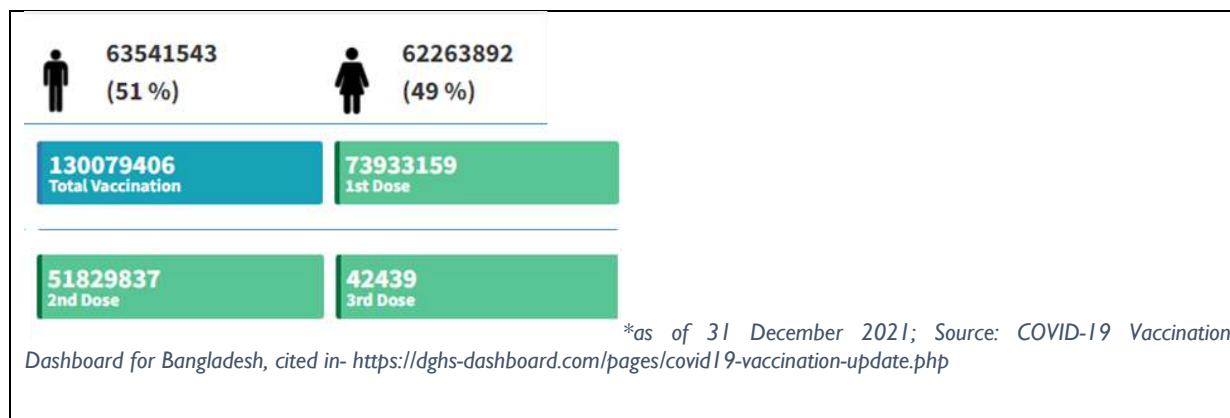 63541543 62263892
(51 %) (49 %)
130079406 73933159
Total Vaccination 1st Dose
51829837 42439
2nd Dose 3rd Dose
*as of 31 December 2021; Source: COVID-19 Vaccination
Dashboard for Bangladesh, cited in- https://dghs-dashboard.com/pages/covid19-vaccination-update.php